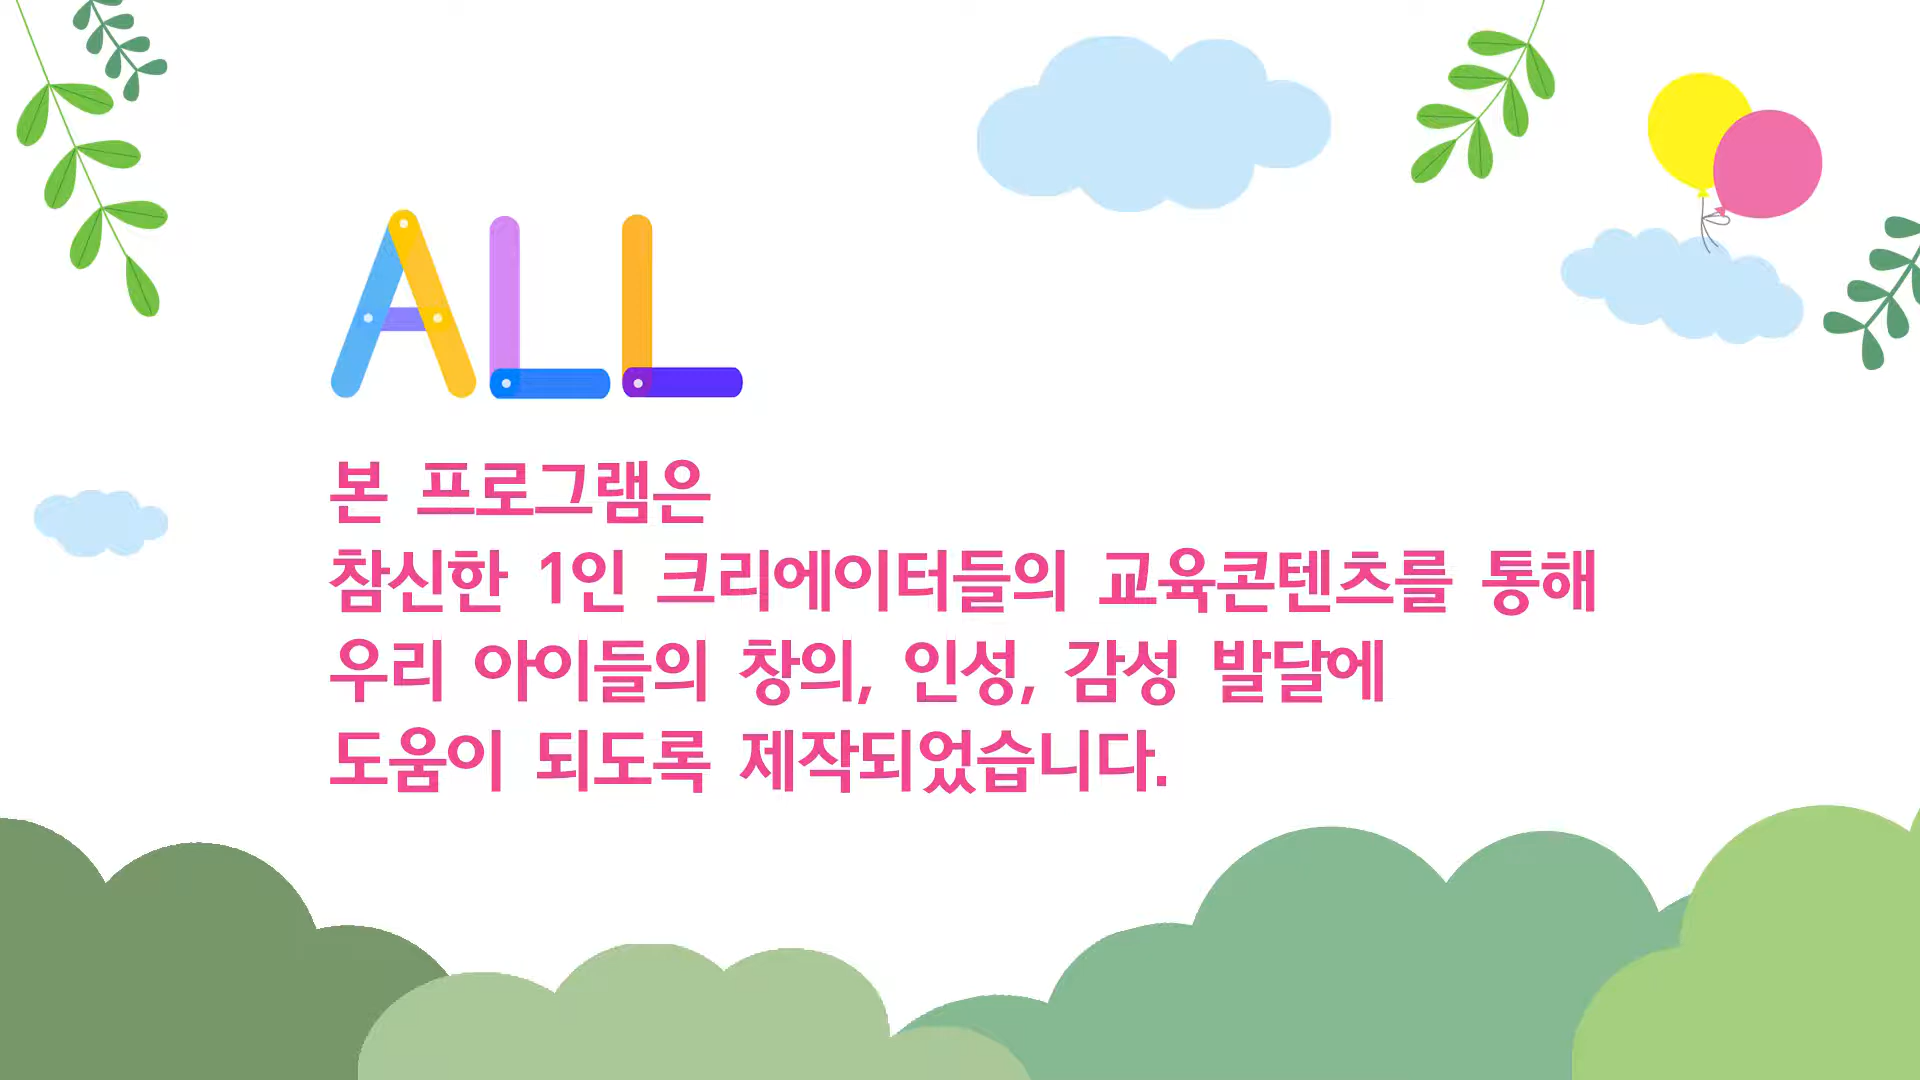 ALL
본 프로그램은
참신한 1인 크리에이터들의 교육콘텐츠를 통해
우리 아이들의 창의, 인성, 감성 발달에
도움이 되도록 제작되었습니다.